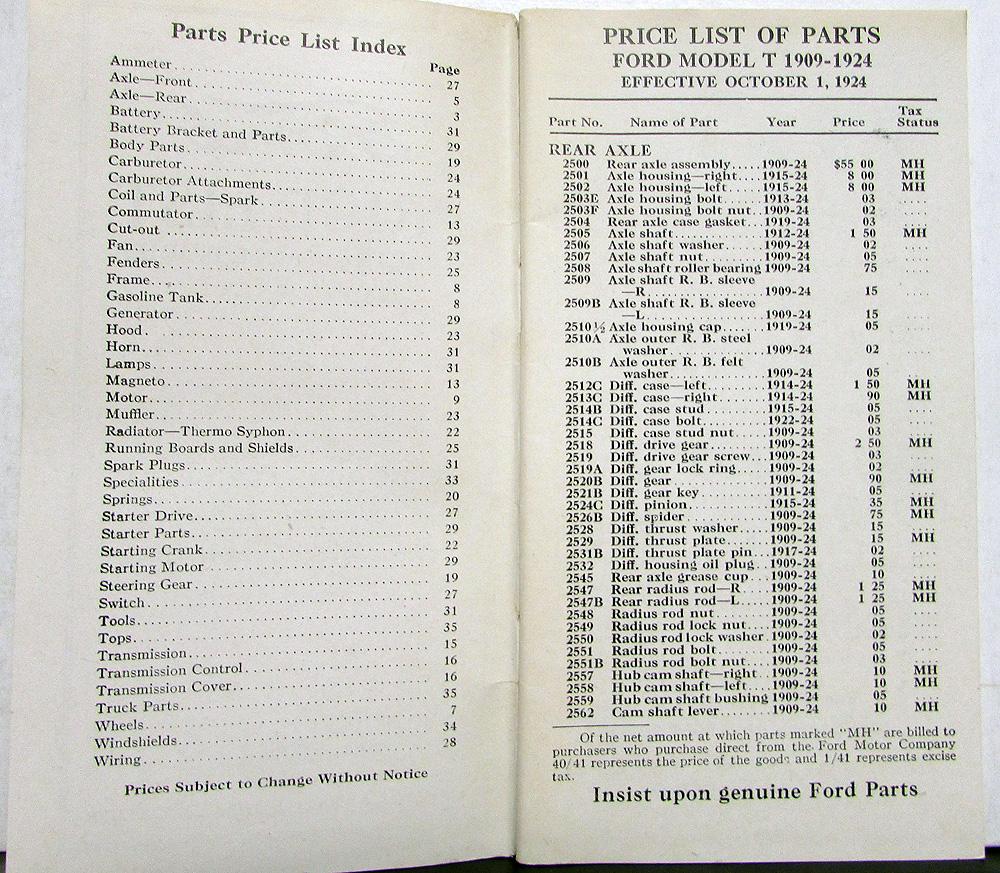 Parts Price List Index
Page
Ammeter 27
Axle—Front 5
Axle—Rear 3
Battery 31
Battery Bracket and Parts 29
Body Parts 19
Carburetor 24
Carburetor Attachments 24
Coil and Parts—Spark 27
Commutator 13
Cut-out 29
Fan 23
Fenders 25
Frame 8
Gasoline Tank 8
Generator 29
Hood 23
Horn 31
Lamps 31
Magneto 13
Motor 9
Muffler 23
Radiator—Thermo Syphon 22
Running Boards and Shields 25
Spark Plugs 31
Specialities 33
Springs 20
Starter Drive 27
Starter Parts 29
Starting Crank 22
Starting Motor 29
Steering Gear 19
Switch 27
Tools 31
Tops 35
Transmission 15
Transmission Control 16
Transmission Cover 16
Truck Parts 35
Wheels 7
Windshields 34
Wiring 28
Prices Subject to Change Without Notice
PRICE LIST OF PARTS
FORD MODEL T 1909-1924
EFFECTIVE OCTOBER 1, 1924
Part No. Name of Part Year Price Tax Status
REAR AXLE
2500 Rear axle assembly 1909-24 $55 00 MH
2501 Axle housing—right 1915-24 8 00 MH
2502 Axle housing—left 1915-24 8 00 MH
2503E Axle housing bolt 1913-24 03
2503F Axle housing bolt nut 1909-24 02
2504 Rear axle case gasket 1919-24 03
2505 Axle shaft 1912-24 1 50 MH
2506 Axle shaft washer 1909-24 02
2507 Axle shaft nut 1909-24 05
2508 Axle shaft roller bearing 1909-24 75
2509 Axle shaft R. B. sleeve
—R 1909-24 15
2509B Axle shaft R. B. sleeve
—L 1909-24 15
2510½ Axle housing cap 1919-24 05
2510A Axle outer R. B. steel
washer 1909-24 02
2510B Axle outer R. B. felt
washer 1909-24 05
2512C Diff. case—left 1914-24 1 50 MH
2513C Diff. case—right 1914-24 90 MH
2514B Diff. case stud 1915-24 05
2514C Diff. case bolt 1922-24 05
2515 Diff. case stud nut 1909-24 03
2518 Diff. drive gear 1909-24 2 50 MH
2519 Diff. drive gear screw 1909-24 03
2519A Diff. gear lock ring 1909-24 02
2520B Diff. gear 1909-24 90 MH
2521B Diff. gear key 1911-24 05
2524C Diff. pinion 1915-24 35 MH
2526B Diff. spider 1909-24 75 MH
2528 Diff. thrust washer 1909-24 15
2529 Diff. thrust plate 1909-24 15 MH
2531B Diff. thrust plate pin 1917-24 02
2532 Diff. housing oil plug 1909-24 05
2545 Rear axle grease cup 1909-24 10
2547 Rear radius rod—R 1909-24 1 25 MH
2547B Rear radius rod—L 1909-24 1 25 MH
2548 Radius rod nut 1909-24 05
2549 Radius rod lock nut 1909-24 05
2550 Radius rod lock washer 1909-24 02
2551 Radius rod bolt 1909-24 05
2551B Radius rod bolt nut 1909-24 03
2557 Hub cam shaft—right 1909-24 10 MH
2558 Hub cam shaft—left 1909-24 10 MH
2559 Hub cam shaft bushing 1909-24 05
2562 Cam shaft lever 1909-24 10 MH
Of the net amount at which parts marked "MH" are billed to
purchasers who purchase direct from the Ford Motor Company
40/41 represents the price of the goods and 1/41 represents excise
tax.
Insist upon genuine Ford Parts